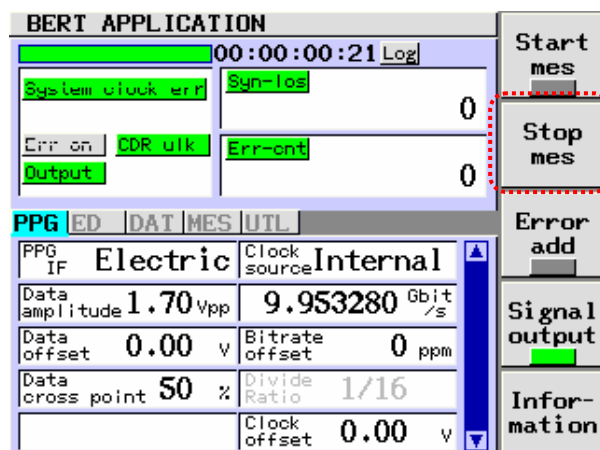 BERT APPLICATION
00:00:00:21 Log
System clock err
Syn-los
0
Err on CDR ulk
Output
Err-cnt
0
PPG ED DAT MES UTL
PPG IF Electric
Clock source Internal
Data amplitude 1.70 Vpp
9.953280 Gbit/s
Data offset 0.00 V
Bitrate offset 0 ppm
Data cross point 50 %
Divide Ratio 1/16
Clock offset 0.00 V
Start
mes
Stop
mes
Error
add
Signal
output
Infor-
mation